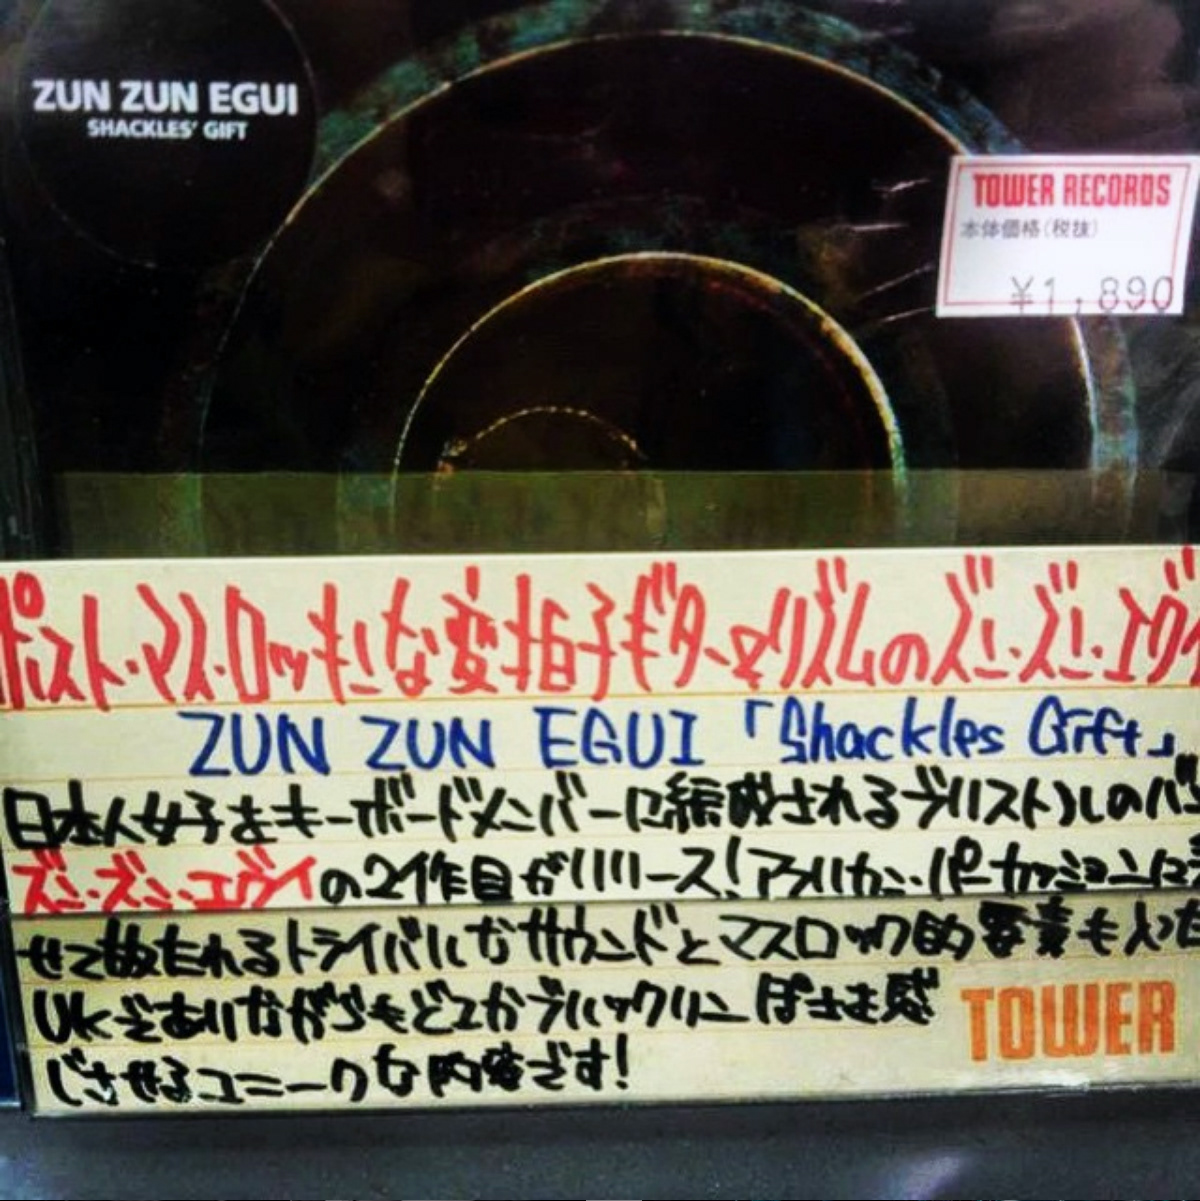 ZUN ZUN EGUI
SHACKLES' GIFT
TOWER RECORDS
本体価格(税抜)
¥1,890
ポスト・マス・ロッキンな変拍子ギター&リズムのズン・ズン・エグイ
ZUN ZUN EGUI「Shackles Gift」
日本人女子をキーボードメンバーに編成されるブリストルのバン
ズン・ズン・エグイの2作目がリリース!アフリカン・パーカッションに
せて放たれるトライバルなサウンドとマスロック的要素も入った
UKでありながらもどこかブルックリンぽさを感
じさせるユニークな内容です!
TOWER